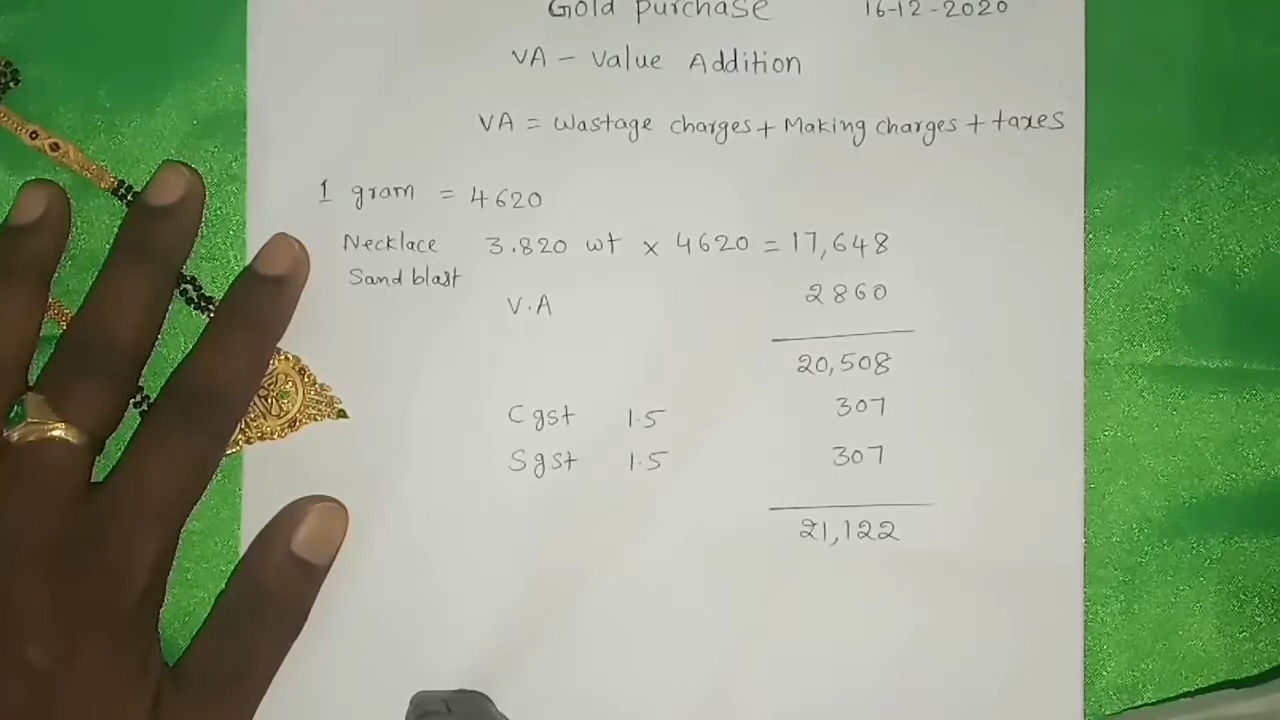 Gold Purchase 16-12-2020
VA - Value Addition
VA = Wastage charges + Making charges + taxes
1 gram = 4620
Necklace 3.820 wt x 4620 = 17,648
Sand blast
V.A 2860
20,508
Cgst 1.5 307
Sgst 1.5 307
21,122